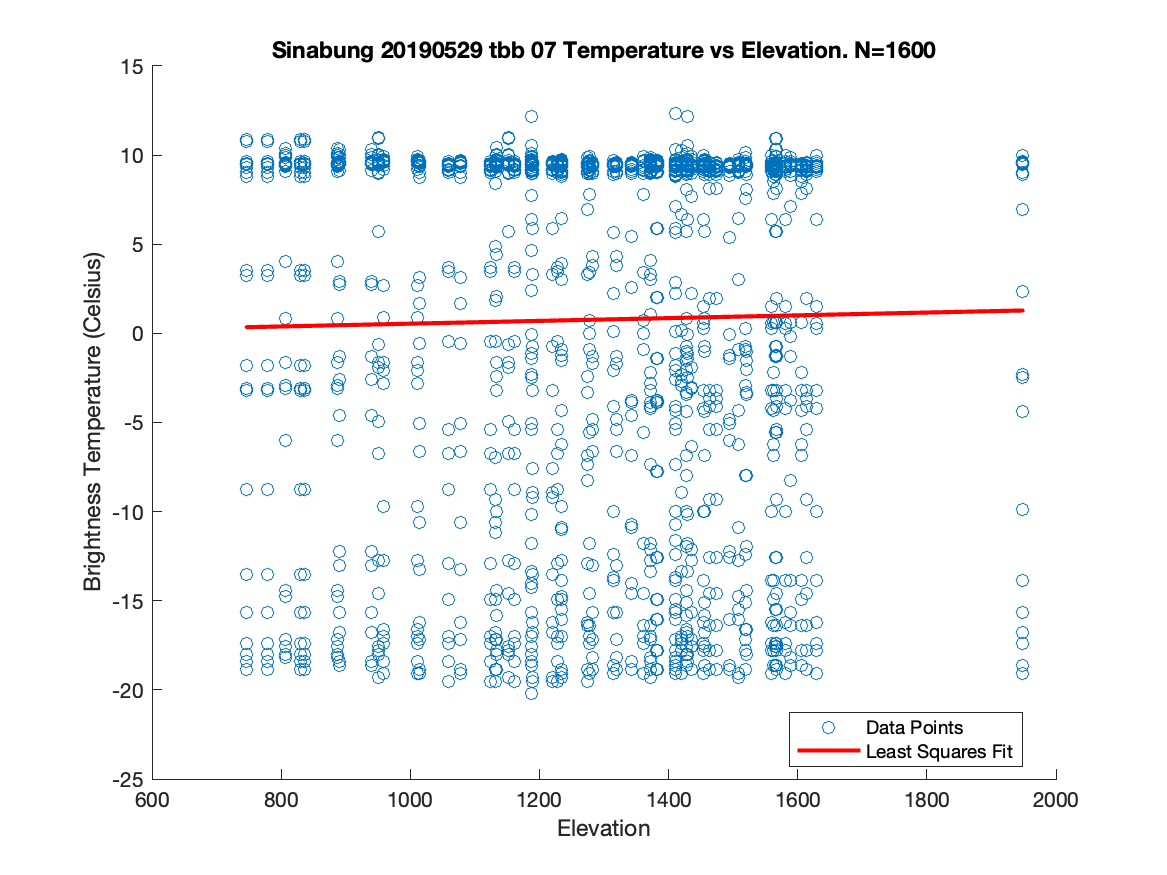 Sinabung 20190529 tbb 07 Temperature vs Elevation. N=1600
15
10
5
0
-5
-10
-15
-20
-25
Brightness Temperature (Celsius)
Data Points
Least Squares Fit
600 800 1000 1200 1400 1600 1800 2000
Elevation